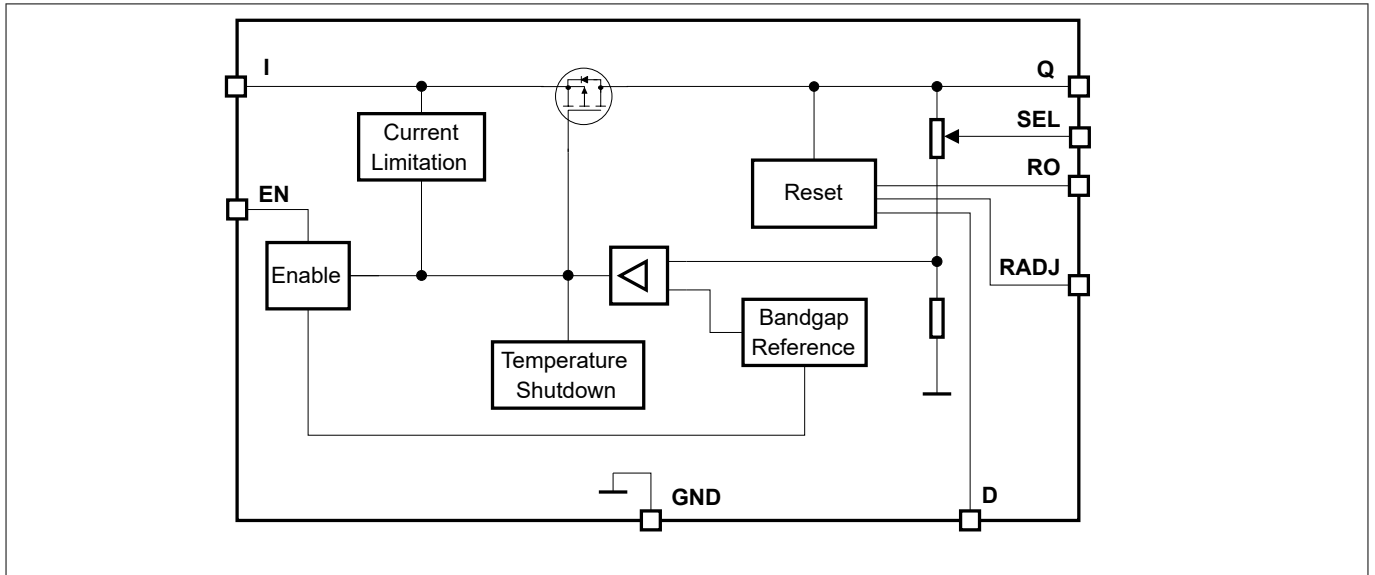 I
Q
Current
Limitation
SEL
RO
Reset
EN
Enable
RADJ
Bandgap
Reference
Temperature
Shutdown
GND
D